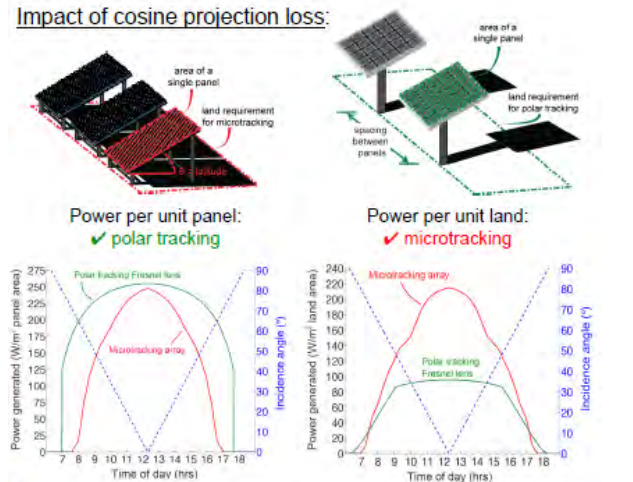 Impact of cosine projection loss:
area of a
single panel
land requirement
for microtracking
θ = latitude
area of a
single panel
land requirement
for polar tracking
spacing
between
panels
Power per unit panel:
✔ polar tracking
Power per unit land:
✔ microtracking
Power generated (W/m² panel area)
275
250
225
200
175
150
125
100
75
50
25
0
Polar tracking Fresnel lens
Microtracking array
90
80
70
60
50
40
30
20
10
0
Incidence angle (°)
7 8 9 10 11 12 13 14 15 16 17 18
Time of day (hrs)
Power generated (W/m² land area)
240
220
200
180
160
140
120
100
80
60
40
20
0
Microtracking array
Polar tracking
Fresnel lens
90
80
70
60
50
40
30
20
10
0
Incidence angle (°)
7 8 9 10 11 12 13 14 15 16 17 18
Time of day (hrs)